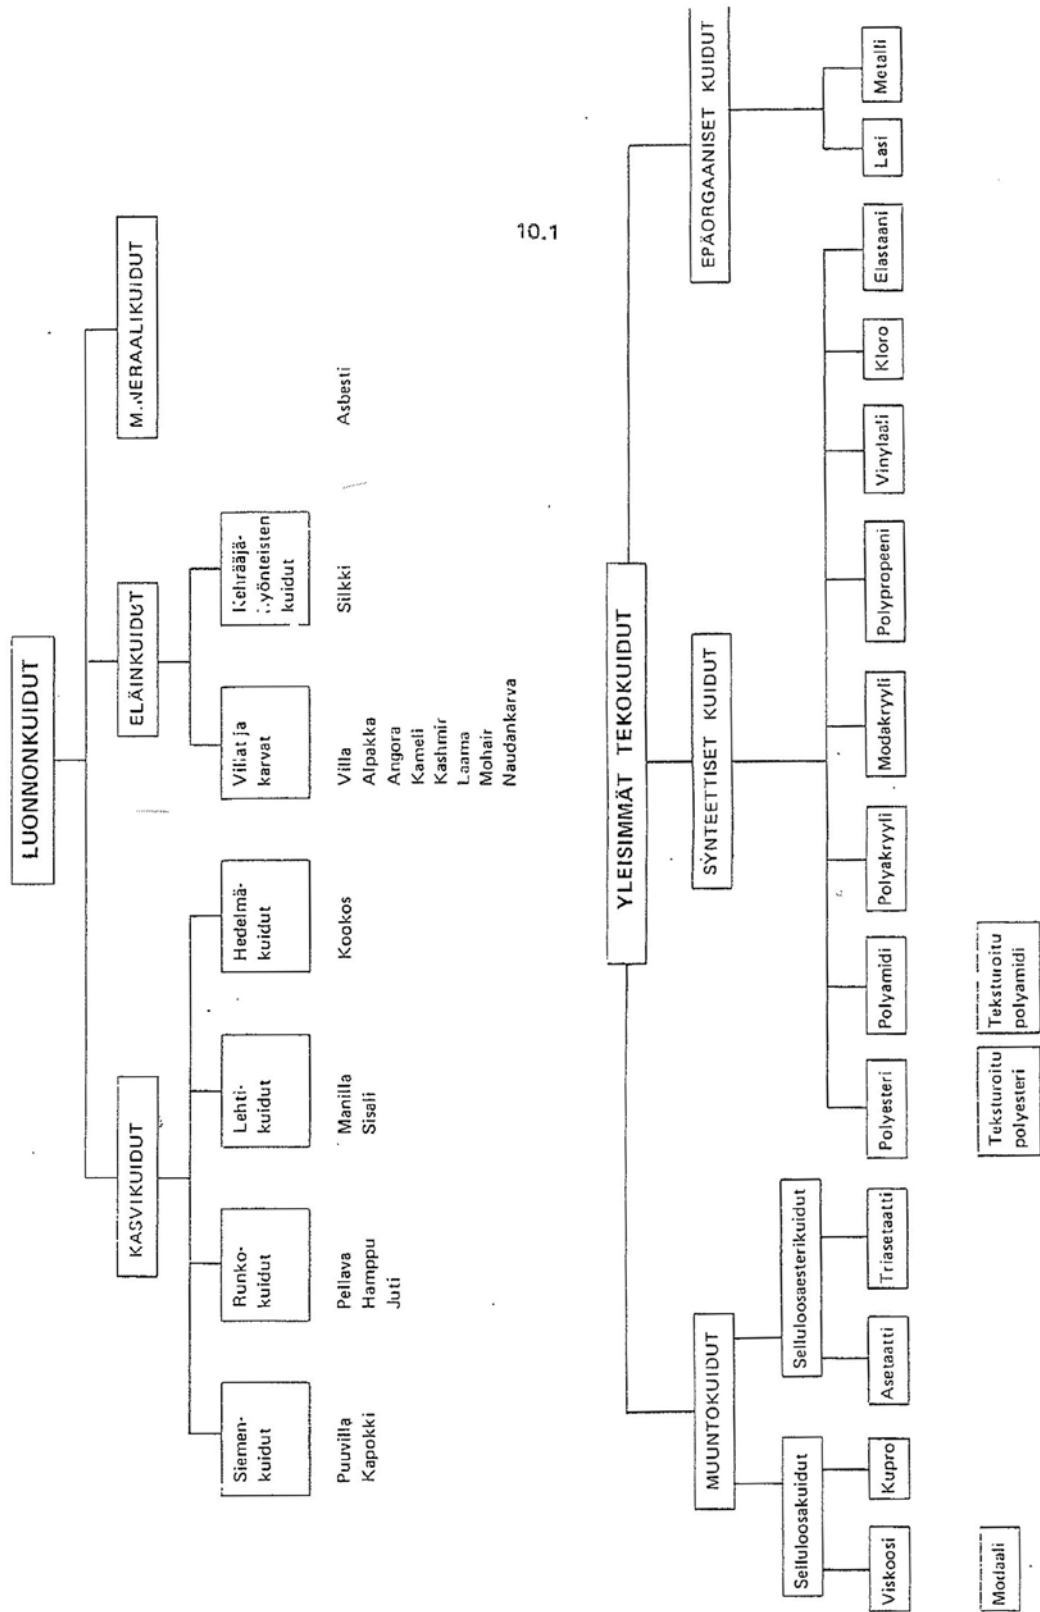 LUONNONKUIDUT
KASVIKUIDUT
ELÄINKUIDUT
MINERAALIKUIDUT
Siemen-
kuidut
Runko-
kuidut
Lehti-
kuidut
Hedelmä-
kuidut
Villat ja
karvat
Kehrääjä-
hyönteisten
kuidut
Puuvilla
Kapokki
Pellava
Hamppu
Juti
Manilla
Sisali
Kookos
Villa
Alpakka
Angora
Kameli
Kashmir
Laama
Mohair
Naudankarva
Silkki
Asbesti
10.1
YLEISIMMÄT TEKOKUIDUT
MUUNTOKUIDUT
SYNTEETTISET KUIDUT
EPÄORGAANISET KUIDUT
Selluloosakuidut
Selluloosaesterikuidut
Viskoosi
Kupro
Asetaatti
Triasetaatti
Polyesteri
Polyamidi
Polyakryyli
Modakryyli
Polypropeeni
Vinylaali
Kloro
Elastaani
Lasi
Metalli
Modaali
Teksturoitu
polyesteri
Teksturoitu
polyamidi